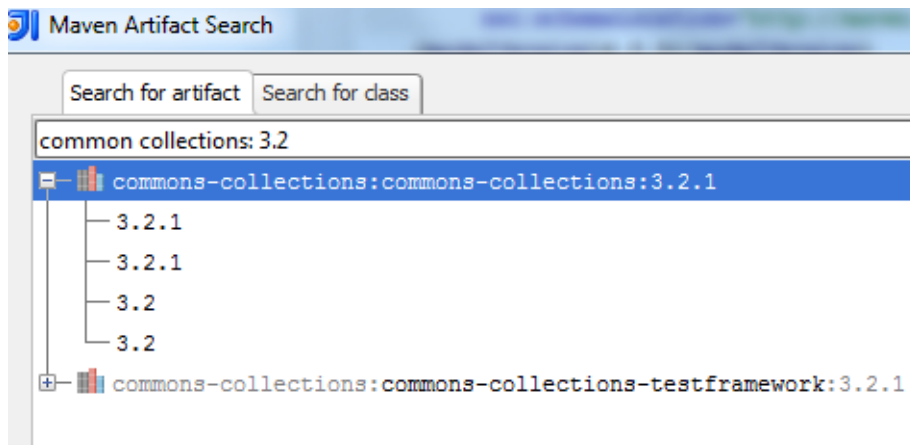 Maven Artifact Search
Search for artifact Search for class
common collections: 3.2
commons-collections:commons-collections:3.2.1
3.2.1
3.2.1
3.2
3.2
commons-collections:commons-collections-testframework:3.2.1